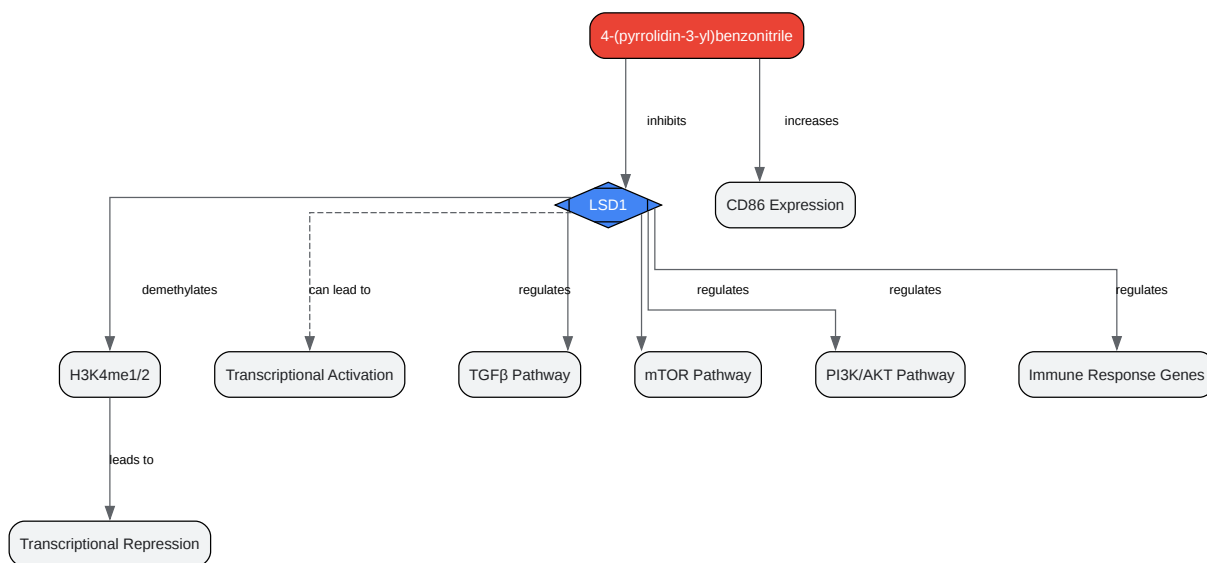 4-(pyrrolidin-3-yl)benzonitrile
inhibits
increases
LSD1
CD86 Expression
demethylates
can lead to
regulates
regulates
regulates
regulates
H3K4me1/2
Transcriptional Activation
TGFβ Pathway
mTOR Pathway
PI3K/AKT Pathway
Immune Response Genes
leads to
Transcriptional Repression